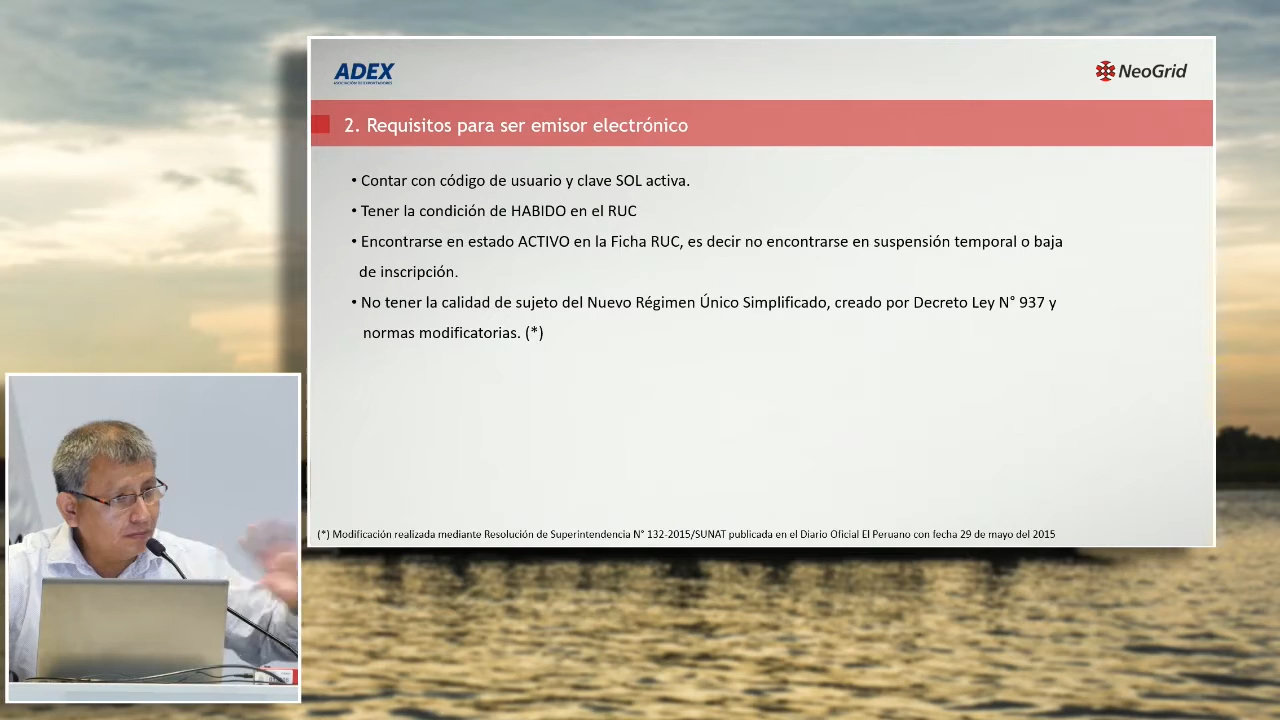 ADEX
ASOCIACIÓN DE EXPORTADORES
NeoGrid
2. Requisitos para ser emisor electrónico
• Contar con código de usuario y clave SOL activa.
• Tener la condición de HABIDO en el RUC
• Encontrarse en estado ACTIVO en la Ficha RUC, es decir no encontrarse en suspensión temporal o baja
de inscripción.
• No tener la calidad de sujeto del Nuevo Régimen Único Simplificado, creado por Decreto Ley N° 937 y
normas modificatorias. (*)
(*) Modificación realizada mediante Resolución de Superintendencia N° 132-2015/SUNAT publicada en el Diario Oficial El Peruano con fecha 29 de mayo del 2015